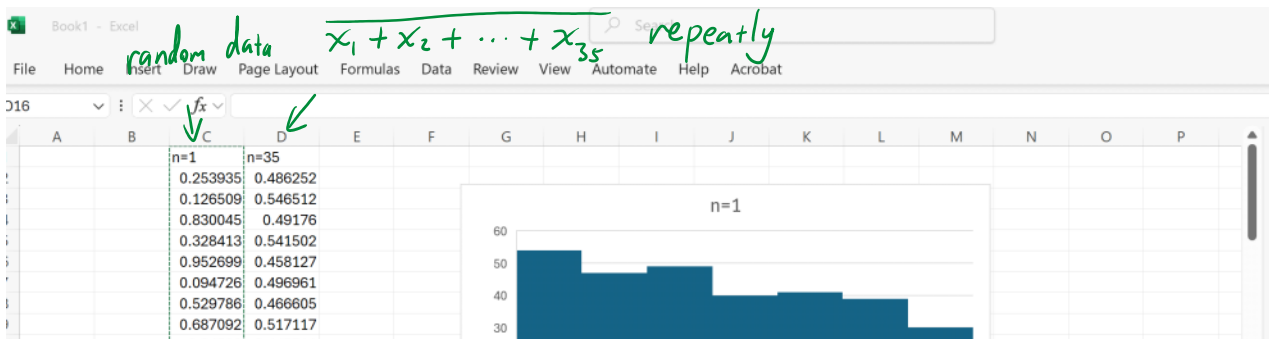 Book1 - Excel
Search
random data x₁ + x₂ + ··· + x₃₅ repeatly
File Home Insert Draw Page Layout Formulas Data Review View Automate Help Acrobat
D16 fx
A B C D E F G H I J K L M N O P
n=1 n=35
0.253935 0.486252
0.126509 0.546512
0.830045 0.49176
0.328413 0.541502
0.952699 0.458127
0.094726 0.496961
0.529786 0.466605
0.687092 0.517117
n=1
60
50
40
30